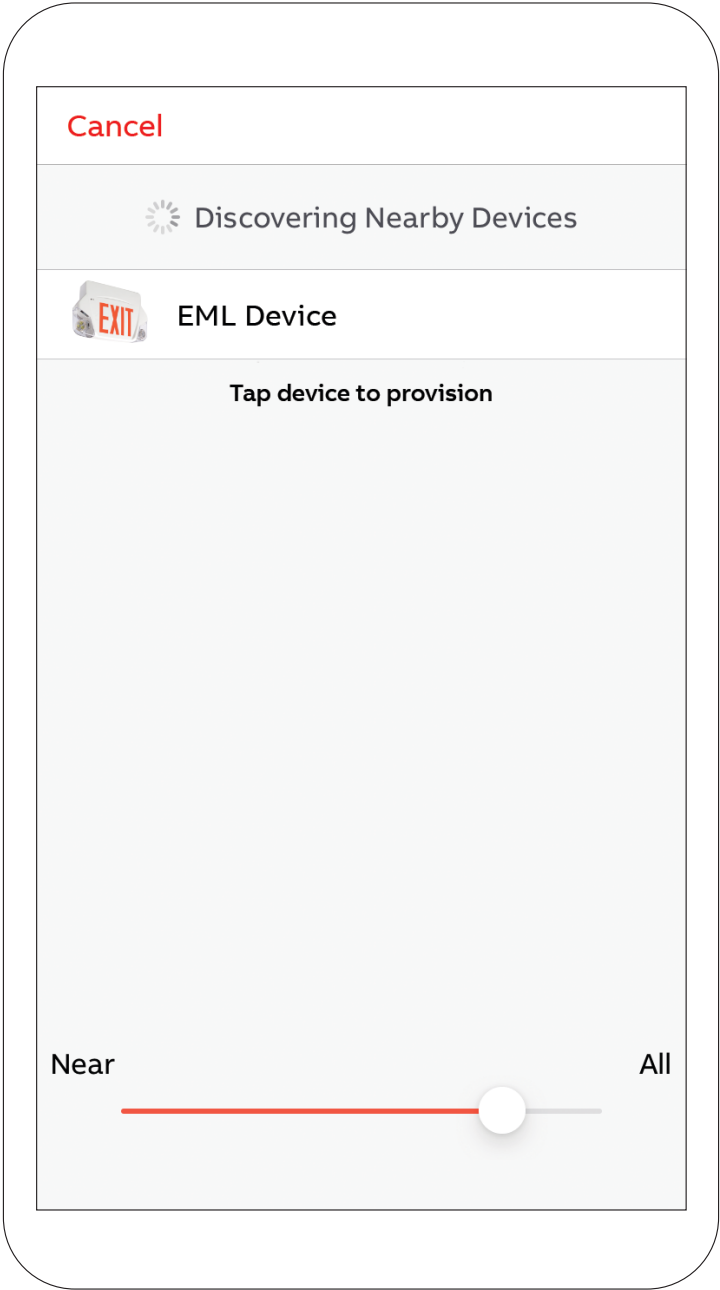 Cancel
Discovering Nearby Devices
EXIT
EML Device
Tap device to provision
Near
All